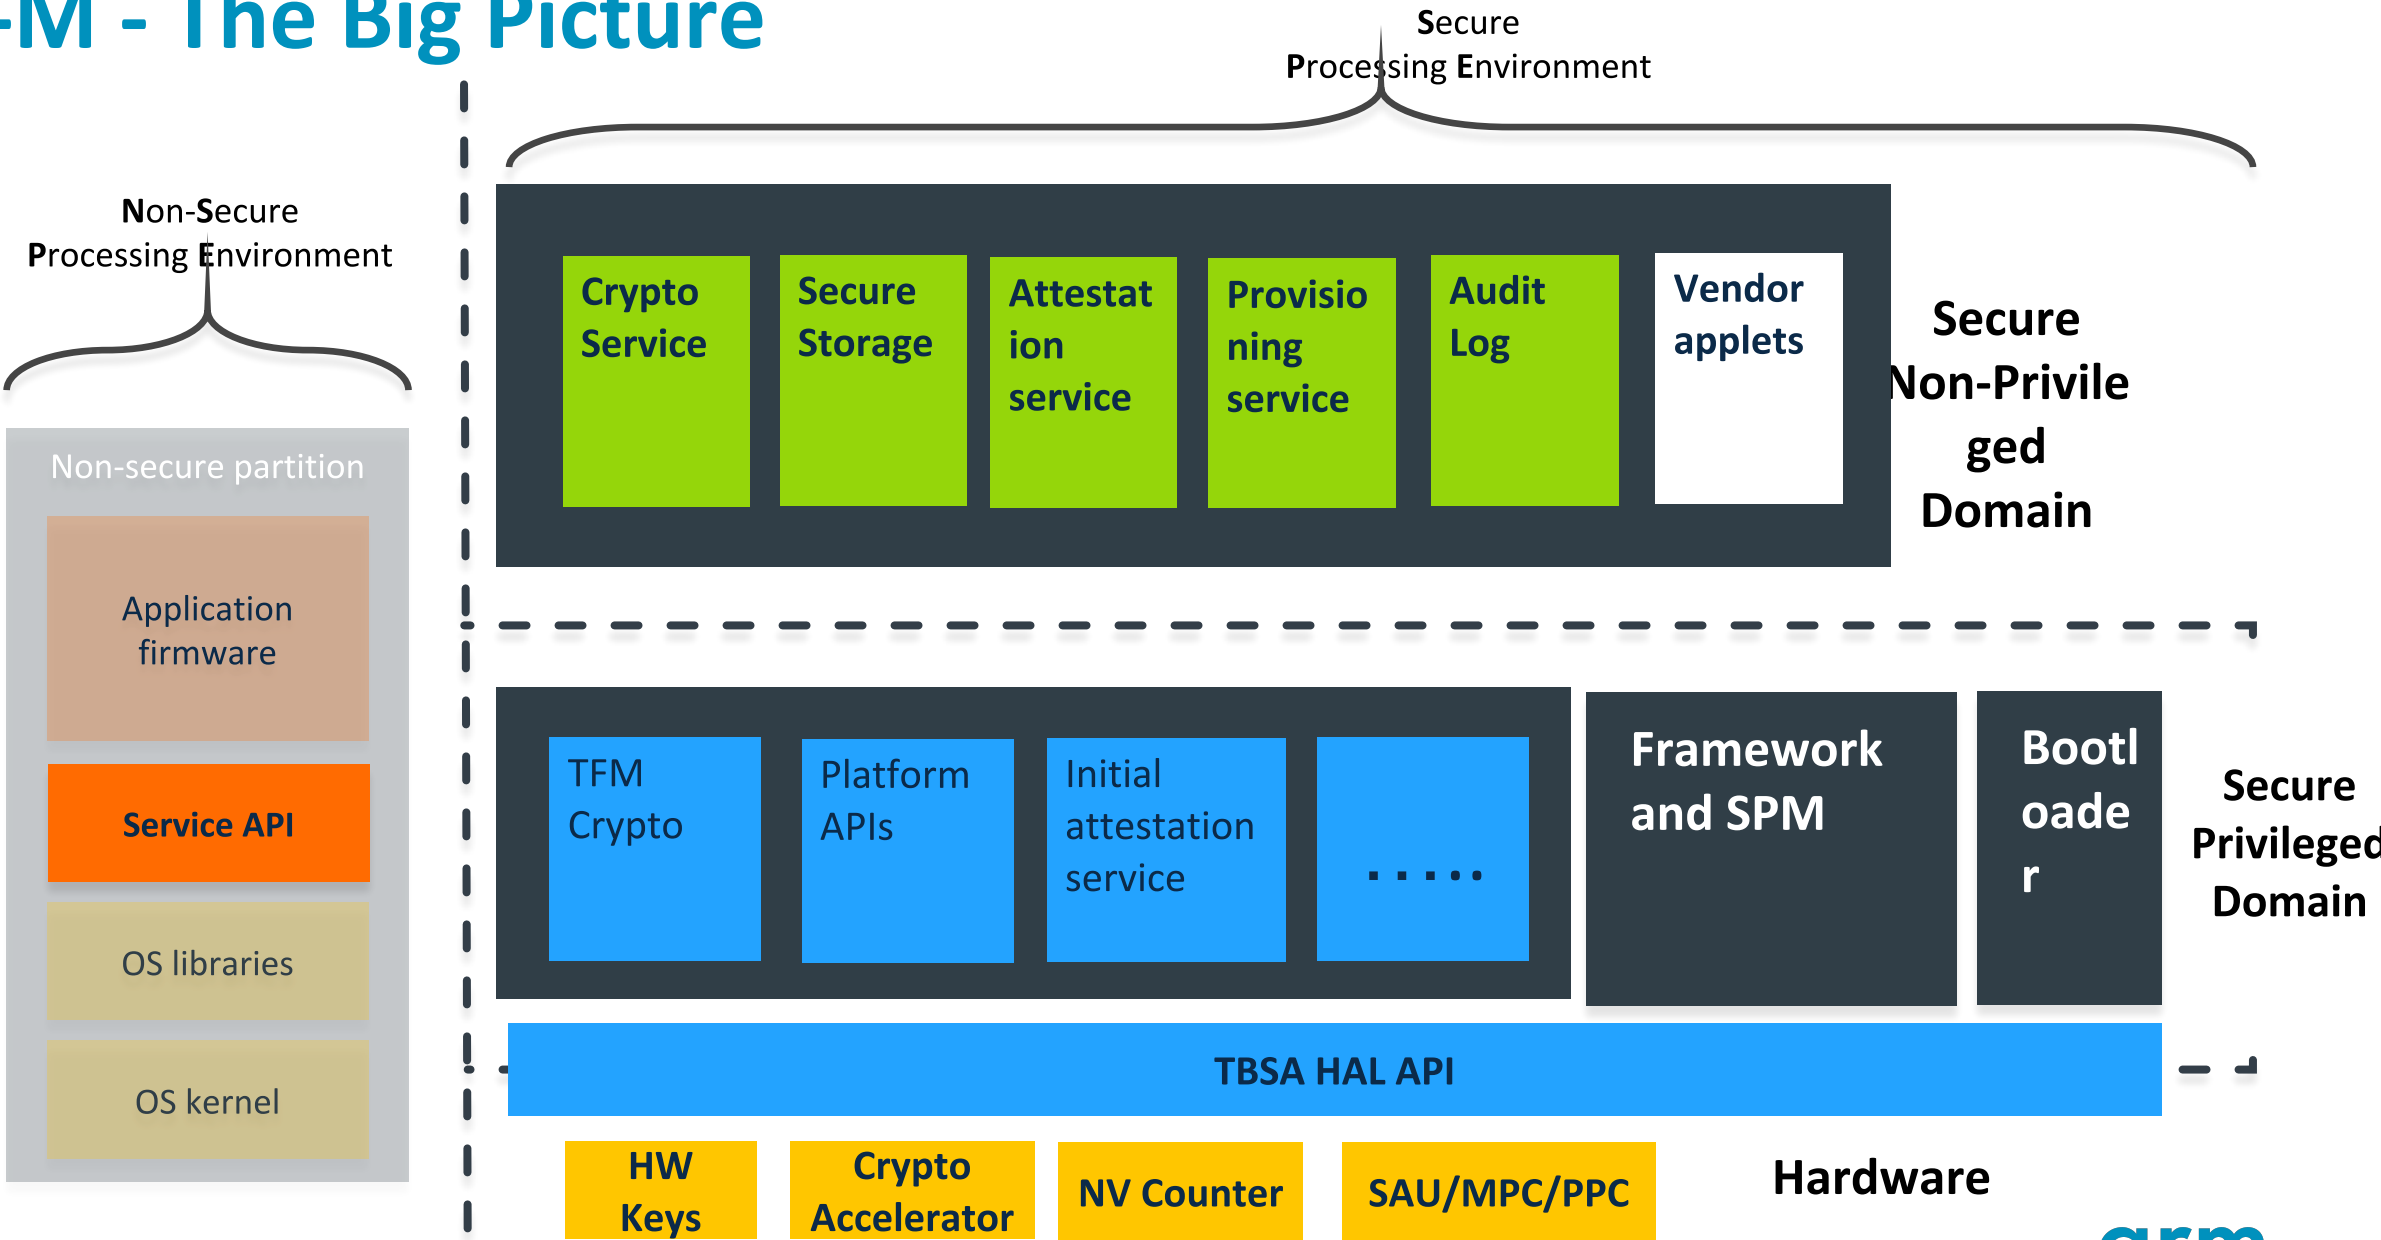 -M - The Big Picture
Secure
Processing Environment
Non-Secure
Processing Environment
Non-secure partition
Application
firmware
Service API
OS libraries
OS kernel
Crypto
Service
Secure
Storage
Attestat
ion
service
Provisio
ning
service
Audit
Log
Vendor
applets
Secure
Non-Privile
ged
Domain
TFM
Crypto
Platform
APIs
Initial
attestation
service
.....
Framework
and SPM
Bootl
oade
r
Secure
Privileged
Domain
TBSA HAL API
HW
Keys
Crypto
Accelerator
NV Counter
SAU/MPC/PPC
Hardware
arm